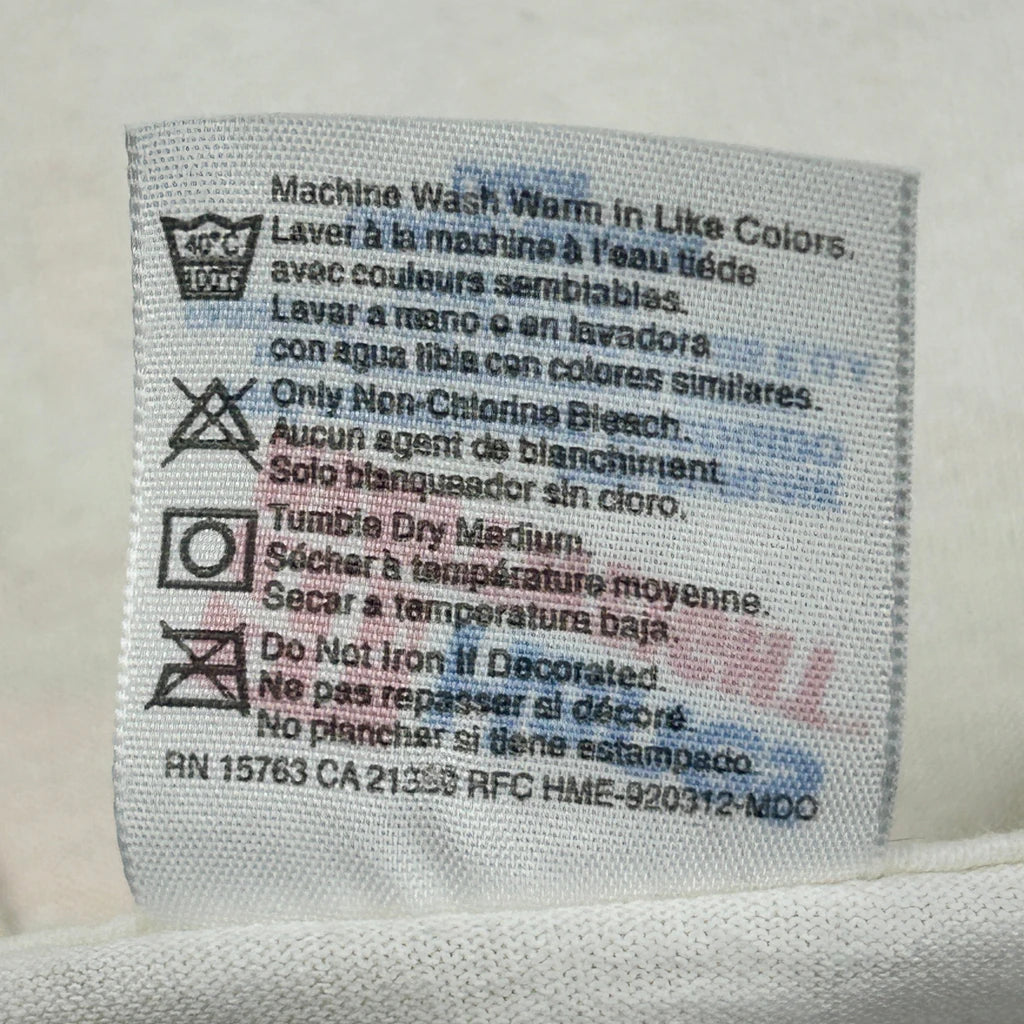 Machine Wash Warm in Like Colors.
40°C
Laver à la machine à l'eau tiéde
avec couleurs semblables.
Lavar a mano o en lavadora
con agua tibia con colores similares.
Only Non-Chlorine Bleach.
Aucun agent de blanchiment
Solo blanqueador sin cloro.
Tumble Dry Medium.
Sécher à température moyenne.
Secar a temperatura baja.
Do Not Iron If Decorated.
Ne pas repasser si décoré.
No planchar si tiene estampado.
RN 15763 CA RFC HME-920312-MDO